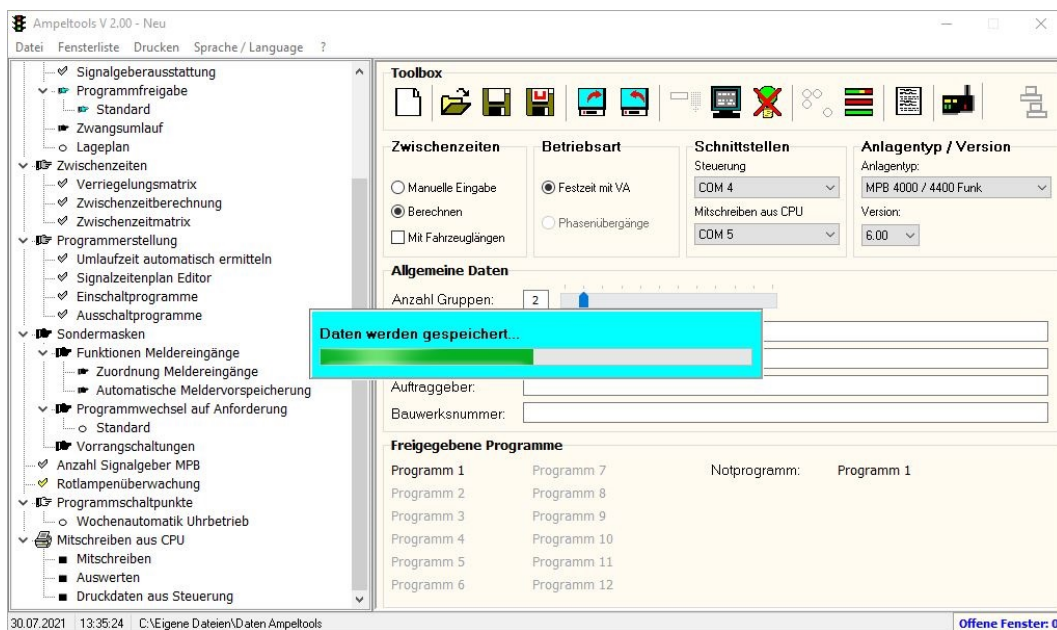 Ampeltools V 2.00 - Neu
Datei Fensterliste Drucken Sprache / Language ?
Signalgeberausstattung
Programmfreigabe
Standard
Zwangsumlauf
Lageplan
Zwischenzeiten
Verriegelungsmatrix
Zwischenzeitberechnung
Zwischenzeitmatrix
Programmerstellung
Umlaufzeit automatisch ermitteln
Signalzeitenplan Editor
Einschaltprogramme
Ausschaltprogramme
Sondermasken
Funktionen Meldereingänge
Zuordnung Meldereingänge
Automatische Meldervorspeicherung
Programmwechsel auf Anforderung
Standard
Vorrangschaltungen
Anzahl Signalgeber MPB
Rotlampenüberwachung
Programmschaltpunkte
Wochenautomatik Uhrbetrieb
Mitschreiben aus CPU
Mitschreiben
Auswerten
Druckdaten aus Steuerung
Toolbox
Zwischenzeiten
Manuelle Eingabe
Berechnen
Mit Fahrzeuglängen
Betriebsart
Festzeit mit VA
Phasenübergänge
Schnittstellen
Steuerung
COM 4
Mitschreiben aus CPU
COM 5
Anlagentyp / Version
Anlagentyp:
MPB 4000 / 4400 Funk
Version:
6.00
Allgemeine Daten
Anzahl Gruppen: 2
Daten werden gespeichert...
Auftraggeber:
Bauwerksnummer:
Freigegebene Programme
Programm 1 Programm 7 Notprogramm: Programm 1
Programm 2 Programm 8
Programm 3 Programm 9
Programm 4 Programm 10
Programm 5 Programm 11
Programm 6 Programm 12
30.07.2021 13:35:24 C:\Eigene Dateien\Daten Ampeltools Offene Fenster: 0